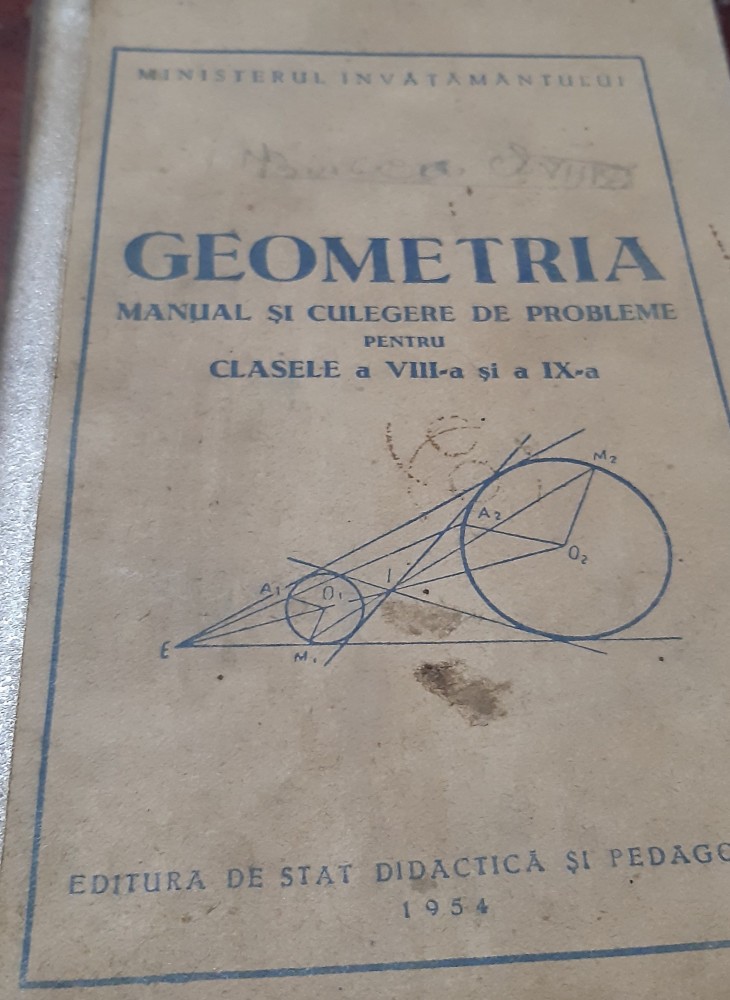 MINISTERUL ÎNVĂȚĂMÂNTULUI
GEOMETRIA
MANUAL ȘI CULEGERE DE PROBLEME
PENTRU
CLASELE a VIII-a și a IX-a
M₂
A₂
O₂
I
A₁
O₁
E
M₁
EDITURA DE STAT DIDACTICĂ ȘI PEDAGO
1954